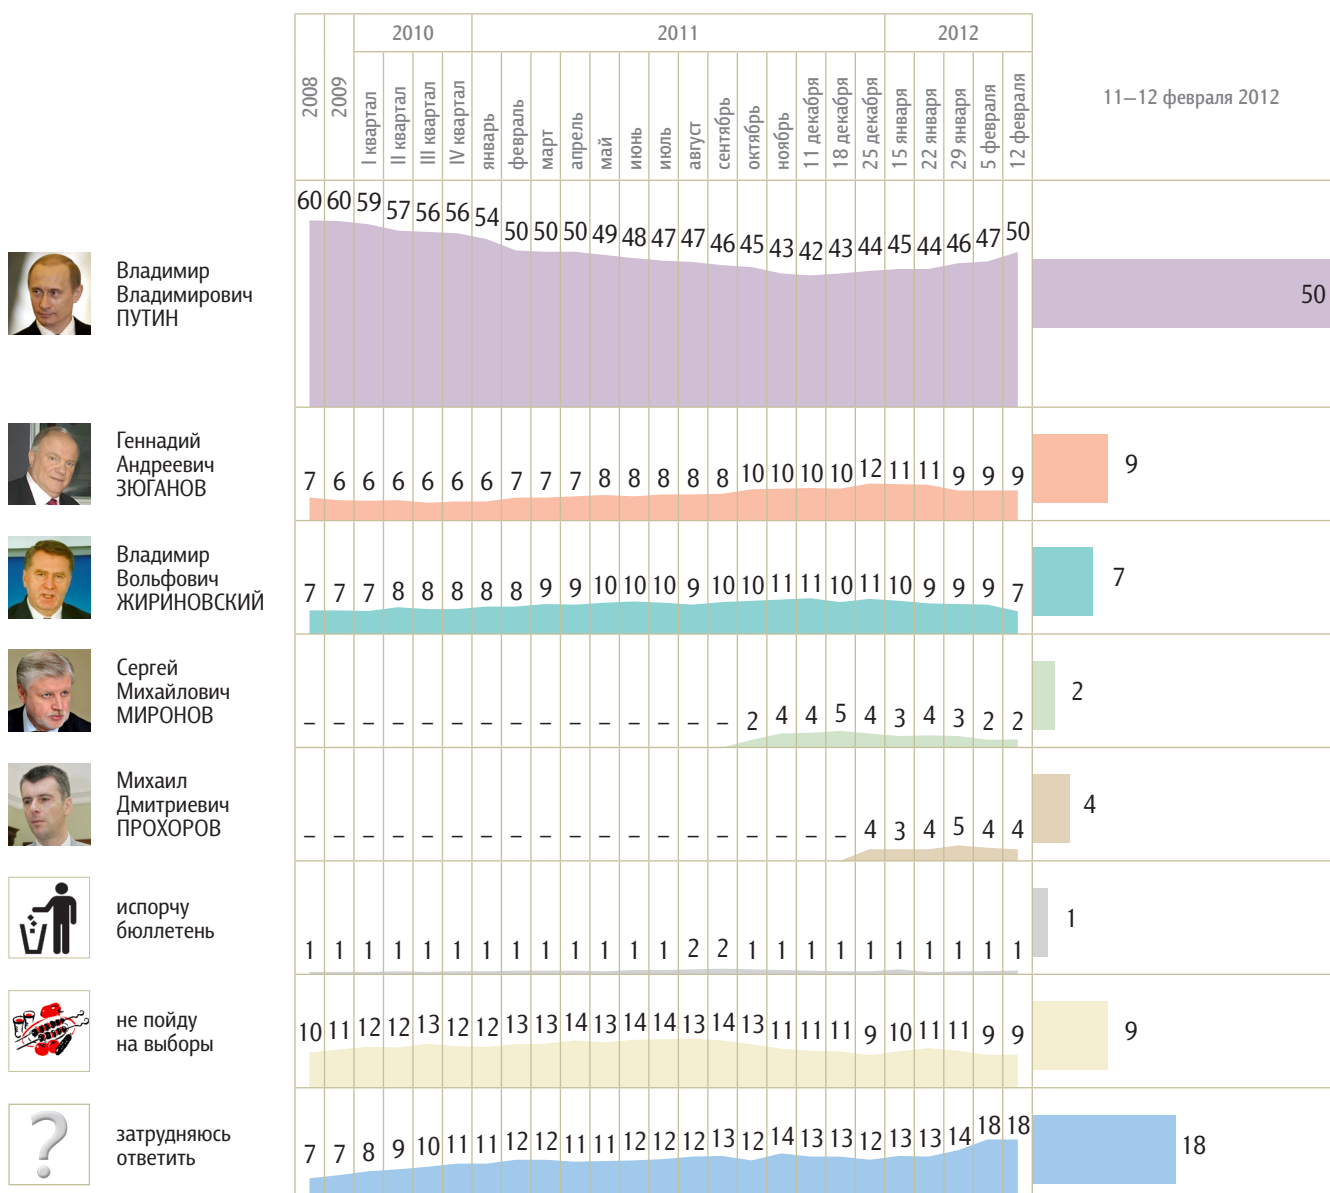 2010 2011 2012
2008 2009 I квартал II квартал III квартал IV квартал январь февраль март апрель май июнь июль август сентябрь октябрь ноябрь 11 декабря 18 декабря 25 декабря 15 января 22 января 29 января 5 февраля 12 февраля
11–12 февраля 2012
60 60 59 57 56 56 54 50 50 50 49 48 47 47 46 45 43 42 43 44 45 44 46 47 50
Владимир
Владимирович
ПУТИН
50
Геннадий
Андреевич
ЗЮГАНОВ
7 6 6 6 6 6 6 7 7 7 8 8 8 8 8 10 10 10 10 12 11 11 9 9 9
9
Владимир
Вольфович
ЖИРИНОВСКИЙ
7 7 7 8 8 8 8 8 9 9 10 10 10 9 10 10 11 11 10 11 10 9 9 9 7
7
Сергей
Михайлович
МИРОНОВ
– – – – – – – – – – – – – – – 2 4 4 5 4 3 4 3 2 2
2
Михаил
Дмитриевич
ПРОХОРОВ
– – – – – – – – – – – – – – – – – – – 4 3 4 5 4 4
4
испорчу
бюллетень
1 1 1 1 1 1 1 1 1 1 1 1 1 2 2 1 1 1 1 1 1 1 1 1 1
1
не пойду
на выборы
10 11 12 12 13 12 12 13 13 14 13 14 14 13 14 13 11 11 11 9 10 11 11 9 9
9
?
затрудняюсь
ответить
7 7 8 9 10 11 11 12 12 11 11 12 12 12 13 12 14 13 13 12 13 13 14 18 18
18